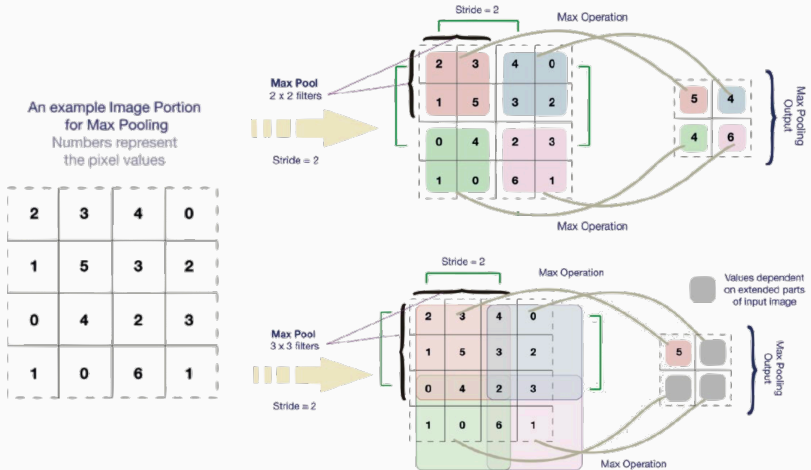 An example Image Portion
for Max Pooling
Numbers represent
the pixel values
2 3 4 0
1 5 3 2
0 4 2 3
1 0 6 1
Stride = 2
Max Operation
Max Pool
2 x 2 filters
Stride = 2
2 3 4 0
1 5 3 2
0 4 2 3
1 0 6 1
5 4
4 6
Max Pooling
Output
Max Operation
Stride = 2
Max Operation
Max Pool
3 x 3 filters
Stride = 2
2 3 4 0
1 5 3 2
0 4 2 3
1 0 6 1
5
Values dependent
on extended parts
of input image
Max Pooling
Output
Max Operation